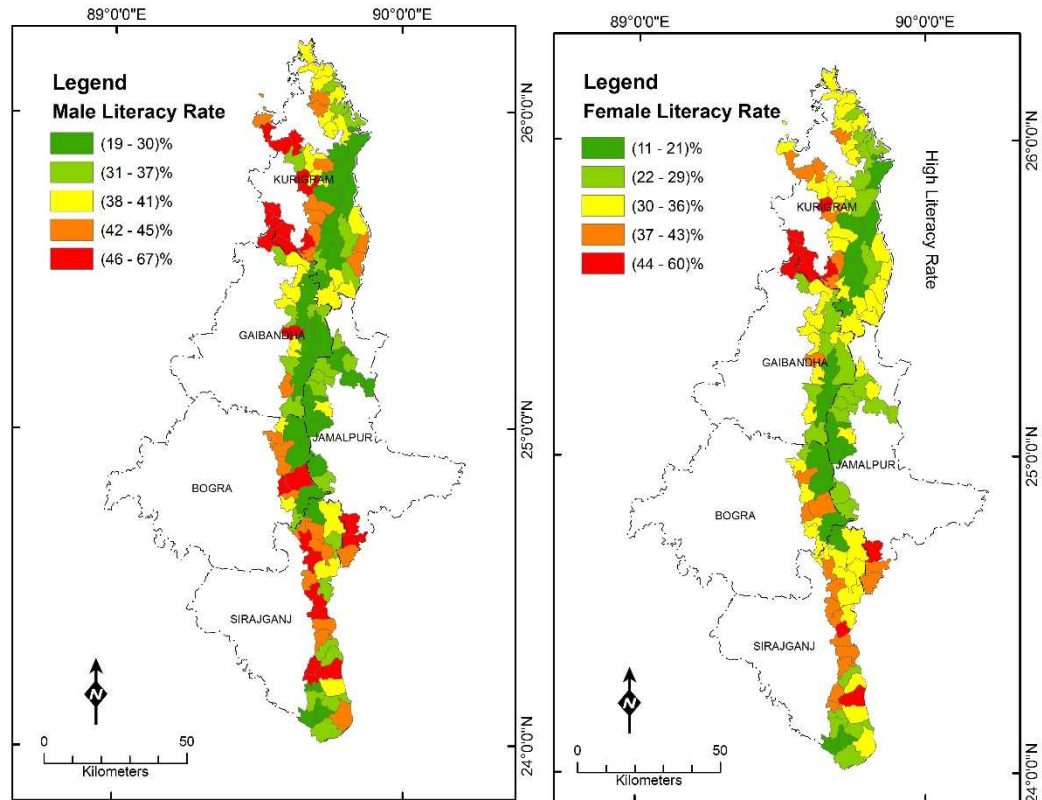 89°0'0"E
90°0'0"E
Legend
Male Literacy Rate
(19 - 30)%
(31 - 37)%
(38 - 41)%
(42 - 45)%
(46 - 67)%
26°0'0"N
KURIGRAM
GAIBANDHA
25°0'0"N
JAMALPUR
BOGRA
SIRAJGANJ
N
24°0'0"N
0 50
Kilometers
89°0'0"E
90°0'0"E
Legend
Female Literacy Rate
(11 - 21)%
(22 - 29)%
(30 - 36)%
(37 - 43)%
(44 - 60)%
26°0'0"N
High Literacy Rate
KURIGRAM
GAIBANDHA
25°0'0"N
JAMALPUR
BOGRA
SIRAJGANJ
N
0 50
Kilometers
24°0'0"N